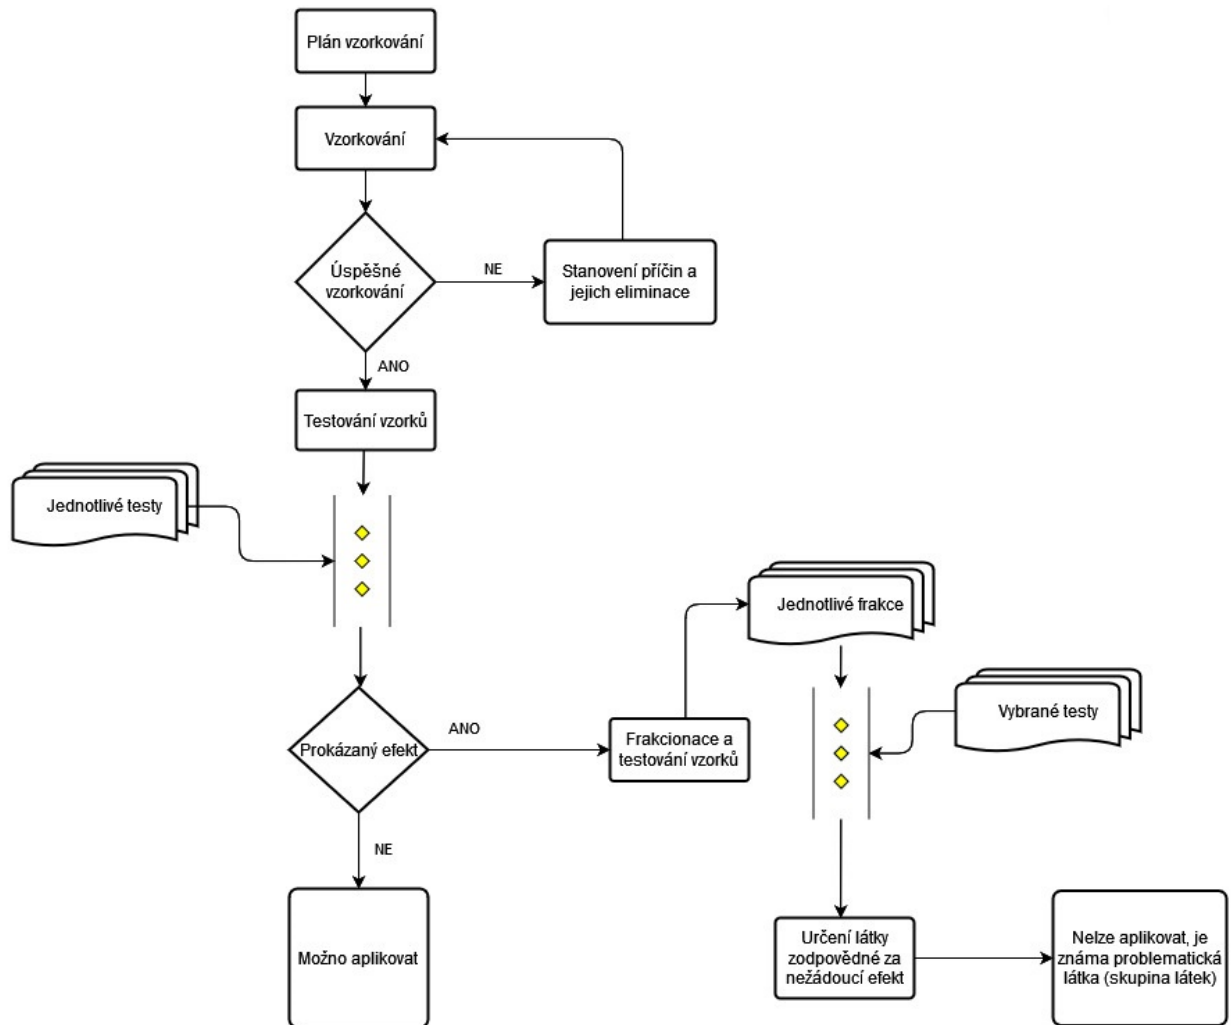 Plán vzorkování
Vzorkování
Úspěšné
vzorkování
NE
Stanovení příčin a
jejich eliminace
ANO
Testování vzorků
Jednotlivé testy
Jednotlivé frakce
Vybrané testy
Prokázaný efekt
ANO
Frakcionace a
testování vzorků
NE
Možno aplikovat
Určení látky
zodpovědné za
nežádoucí efekt
Nelze aplikovat, je
známa problematická
látka (skupina látek)